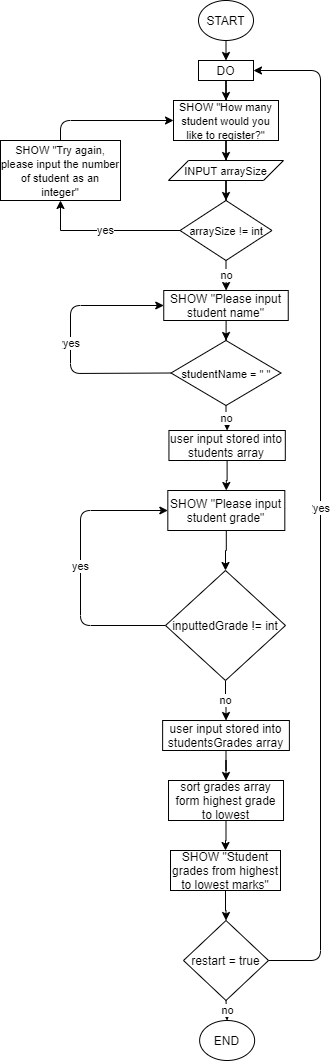 START
DO
SHOW "How many
student would you
like to register?"
SHOW "Try again,
please input the number
of student as an
integer"
INPUT arraySize
arraySize != int
yes
no
SHOW "Please input
student name"
yes
studentName = " "
no
user input stored into
students array
SHOW "Please input
student grade"
yes
yes
inputtedGrade != int
no
user input stored into
studentsGrades array
sort grades array
form highest grade
to lowest
SHOW "Student
grades from highest
to lowest marks"
restart = true
no
END